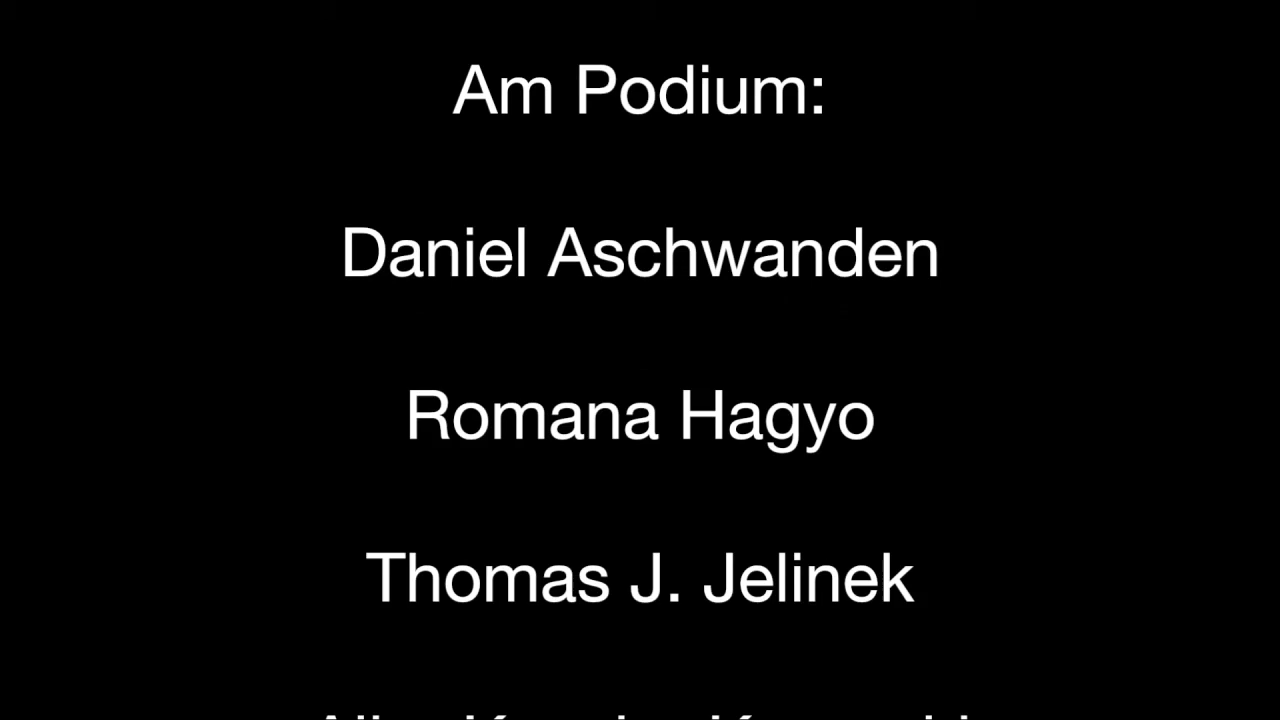 Am Podium:
Daniel Aschwanden
Romana Hagyo
Thomas J. Jelinek